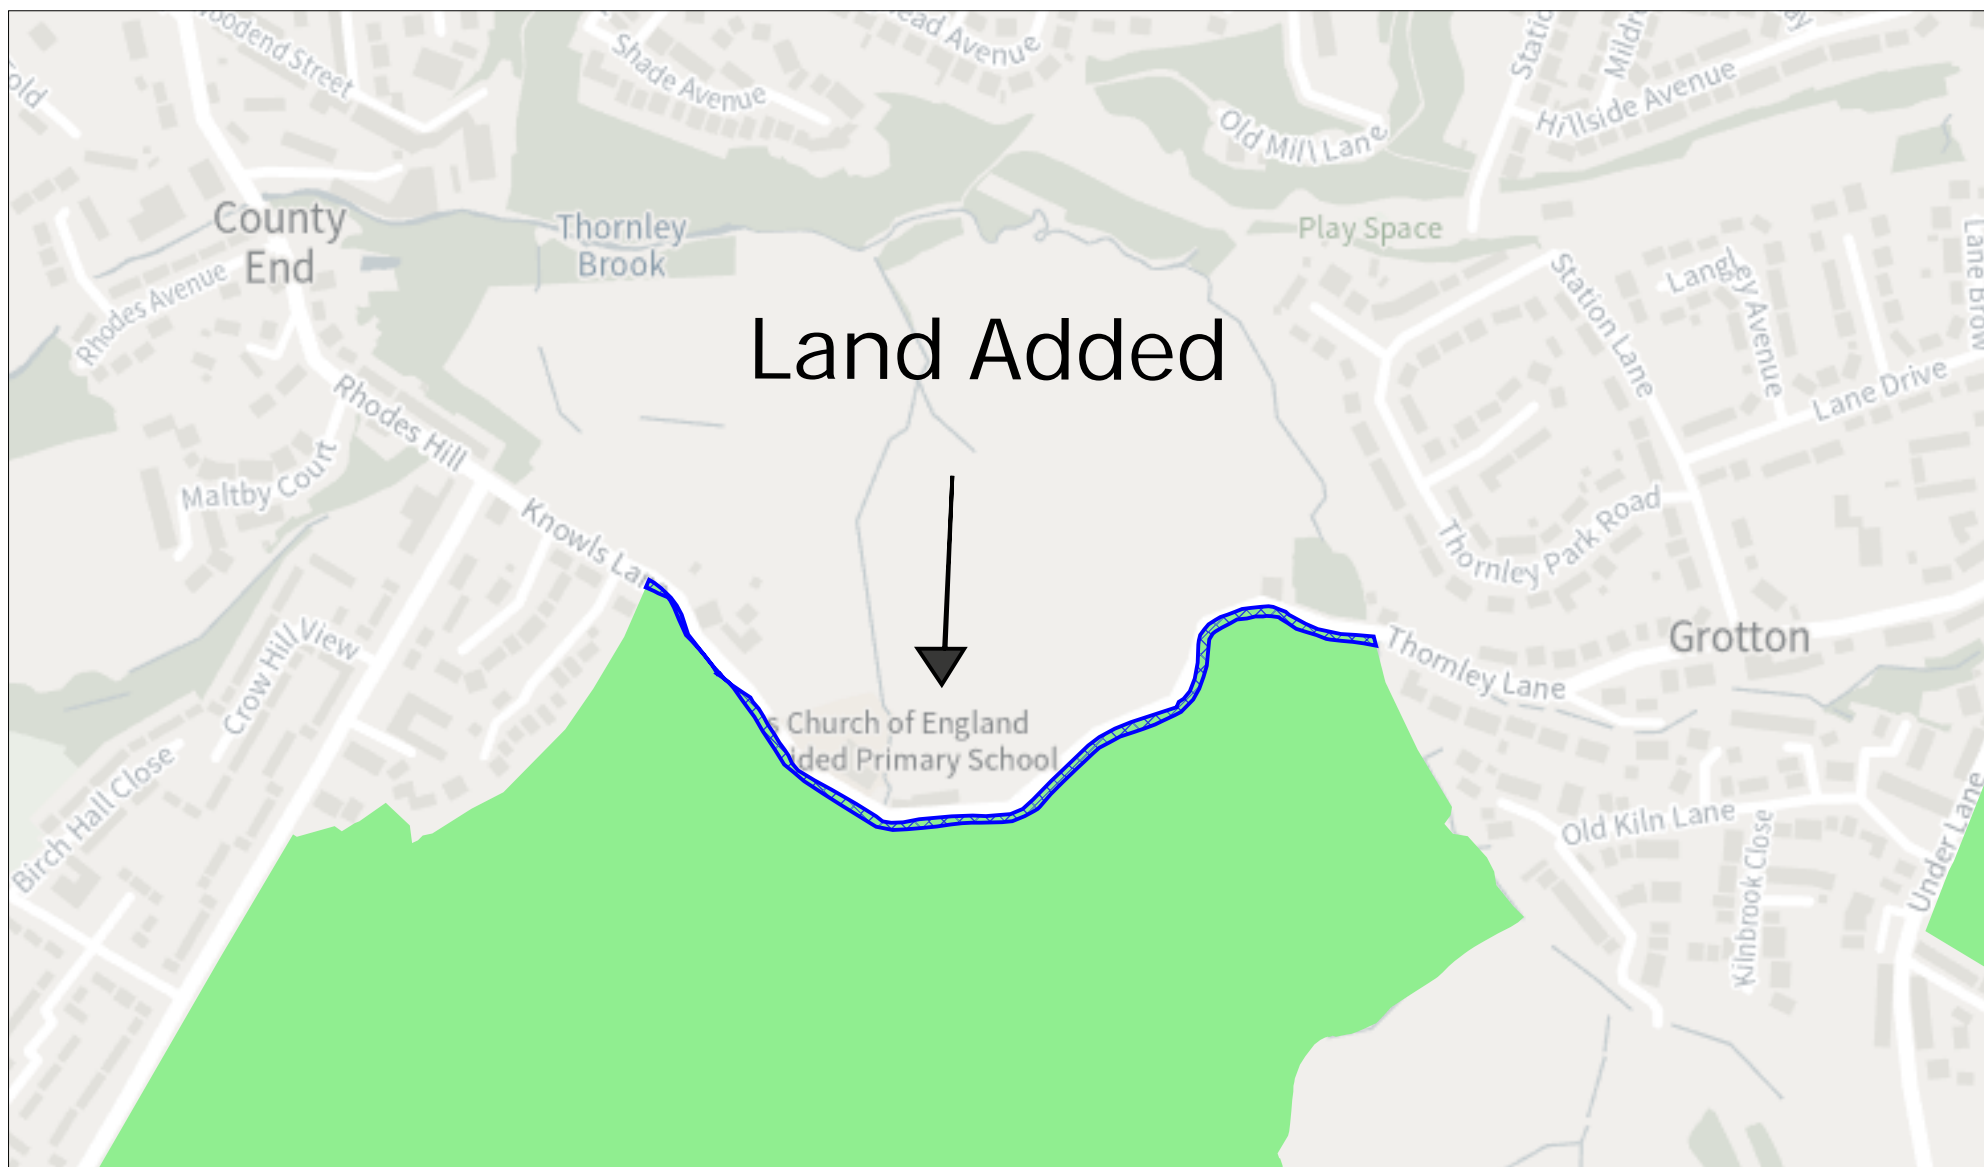 Shade Avenue
Old Mill Lane
Hillside Avenue
County
End
Thornley
Brook
Play Space
Rhodes Avenue
Station Lane
Langley Avenue
Land Added
Lane Drive
Rhodes Hill
Maltby Court
Knowls
Thornley Park Road
Crow Hill View
Thornley Lane
Grotton
Church of England
Primary School
Birch Hall Close
Old Kiln Lane
Kilnbrook Close
Under Lane